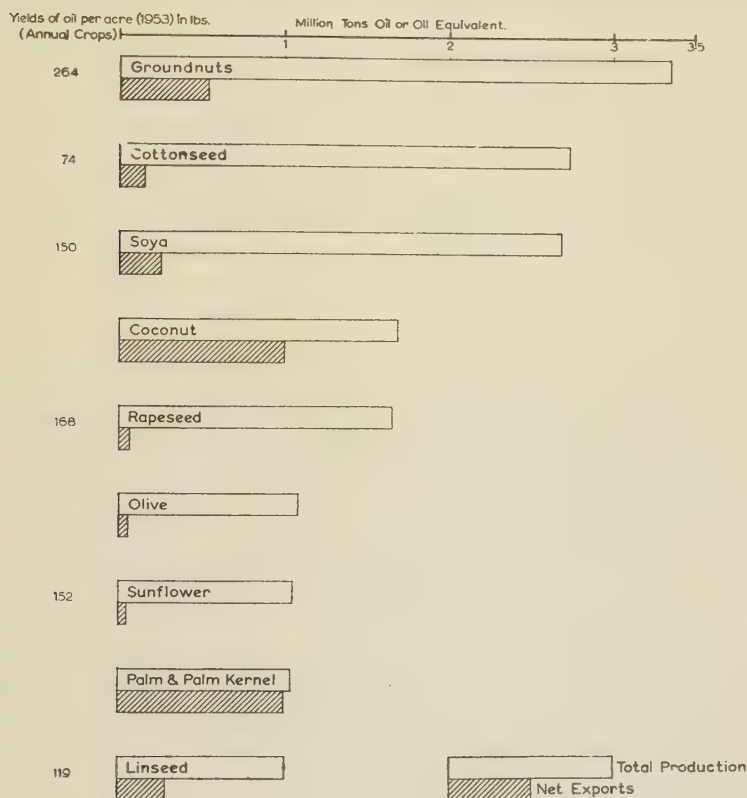 Yields of oil per acre (1953) in lbs.
(Annual Crops)
Million Tons Oil or Oil Equivalent.
1 2 3 3·5
264 Groundnuts
74 Cottonseed
150 Soya
Coconut
168 Rapeseed
Olive
152 Sunflower
Palm & Palm Kernel
119 Linseed
Total Production
Net Exports